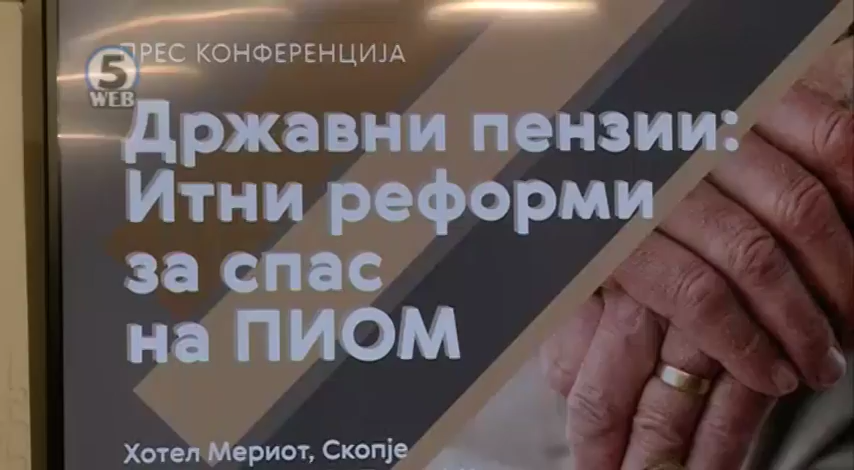 ПРЕС КОНФЕРЕНЦИЈА
5
WEB
Државни пензии:
Итни реформи
за спас
на ПИОМ
Хотел Мериот, Скопје